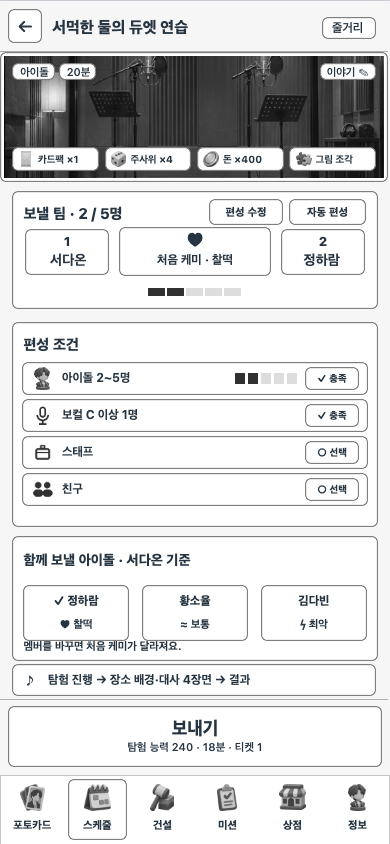 서먹한 둘의 듀엣 연습
줄거리
아이돌
20분
이야기 ✎
카드팩 ×1
주사위 ×4
돈 ×400
그림 조각
보낼 팀 · 2 / 5명
편성 수정
자동 편성
1
서다온
처음 케미 · 찰떡
2
정하람
편성 조건
아이돌 2~5명
✓ 충족
보컬 C 이상 1명
✓ 충족
스태프
○ 선택
친구
○ 선택
함께 보낼 아이돌 · 서다온 기준
✓ 정하람
♥ 찰떡
황소율
≈ 보통
김다빈
ϟ 최악
멤버를 바꾸면 처음 케미가 달라져요.
♪ 탐험 진행 → 장소 배경·대사 4장면 → 결과
보내기
탐험 능력 240 · 18분 · 티켓 1
포토카드
스케줄
건설
미션
상점
정보